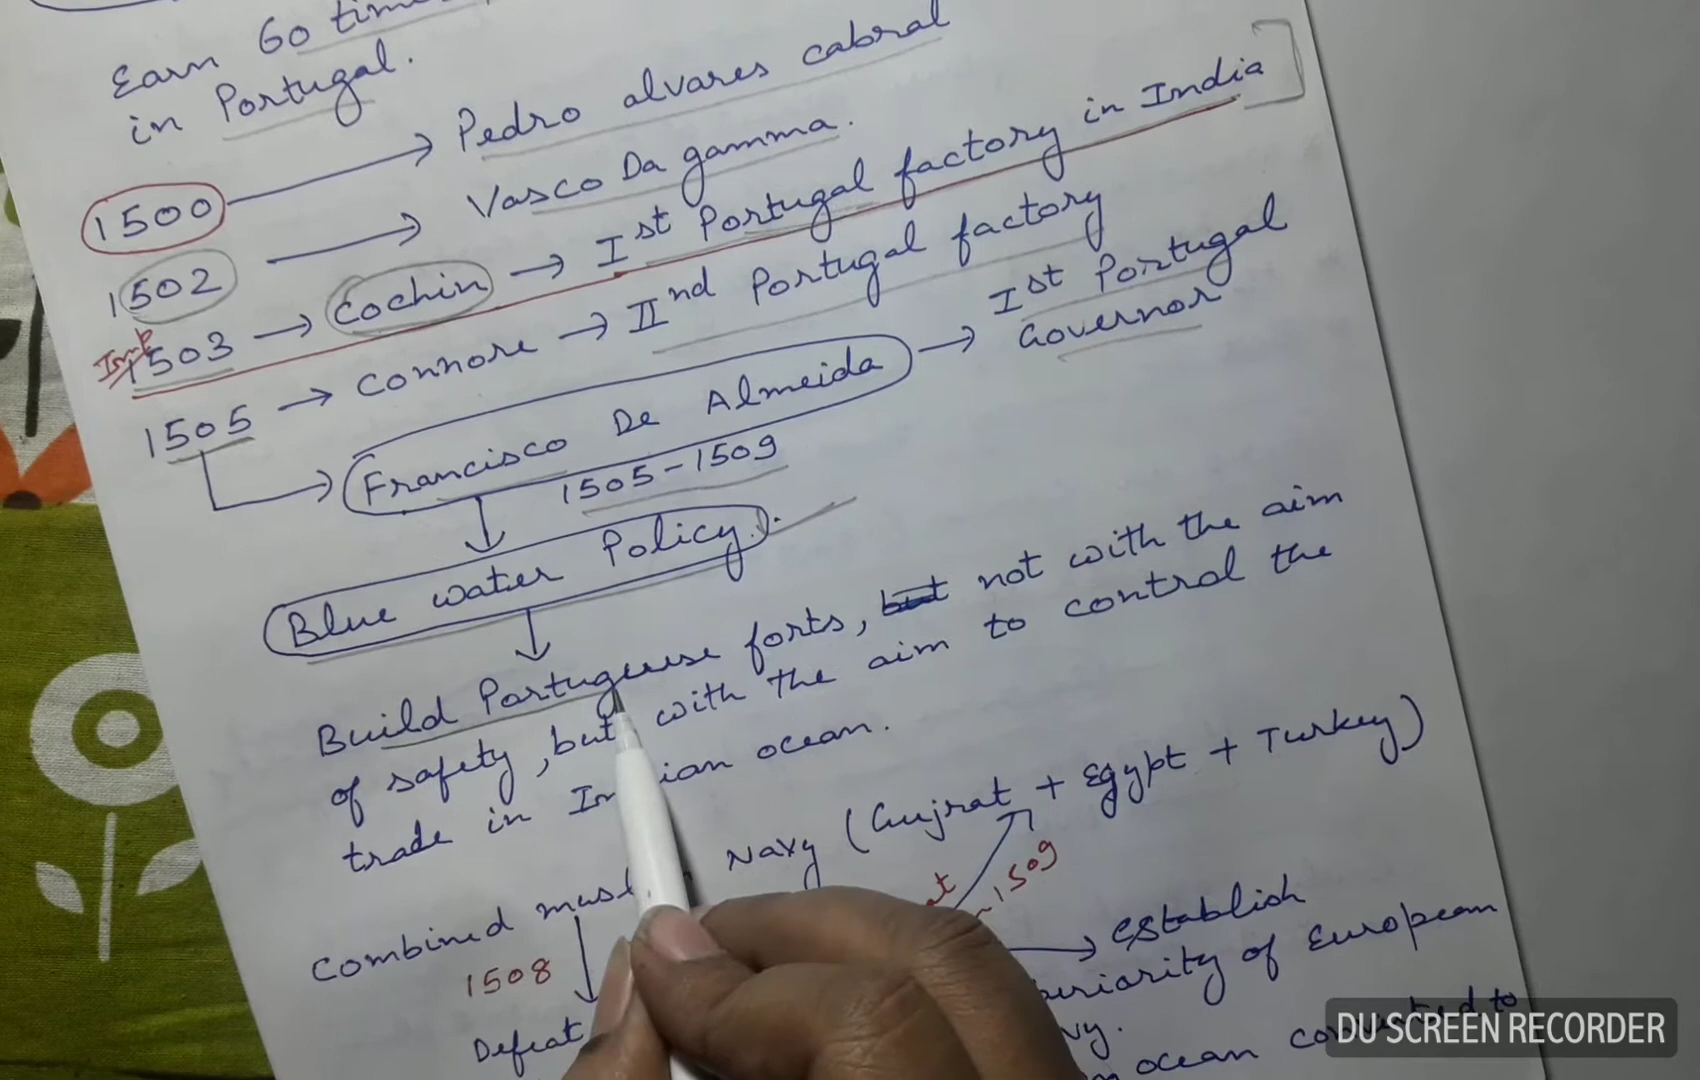 Earn 60 time
in Portugal.
1500 → Pedro alvares cabral
1502 → Vasco Da gamma.
Imp
1503 → Cochin → Ist Portugal factory in India
1505 → Connore → IInd Portugal factory
Francisco De Almeida → Ist Portugal
Governor
1505-1509
Blue water Policy).
Build Portuguese forts, but not with the aim
of safety, but with the aim to control the
trade in ian ocean.
Combined Navy (Gujrat + Egypt + Turkey)
1508
1509
Defeat
establish
of European
ocean to
DU SCREEN RECORDER